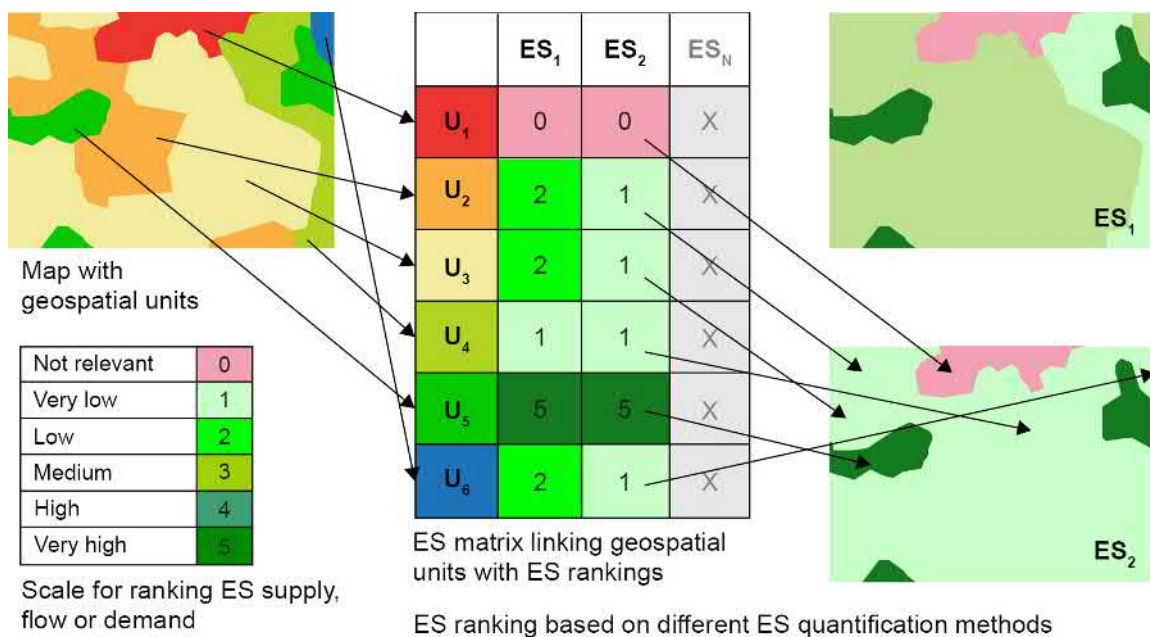 ES1 ES2 ESN
U1 0 0 X
U2 2 1 X
U3 2 1 X
U4 1 1 X
U5 5 5 X
U6 2 1 X
Map with
geospatial units
Not relevant 0
Very low 1
Low 2
Medium 3
High 4
Very high 5
Scale for ranking ES supply,
flow or demand
ES matrix linking geospatial
units with ES rankings
ES1
ES2
ES ranking based on different ES quantification methods